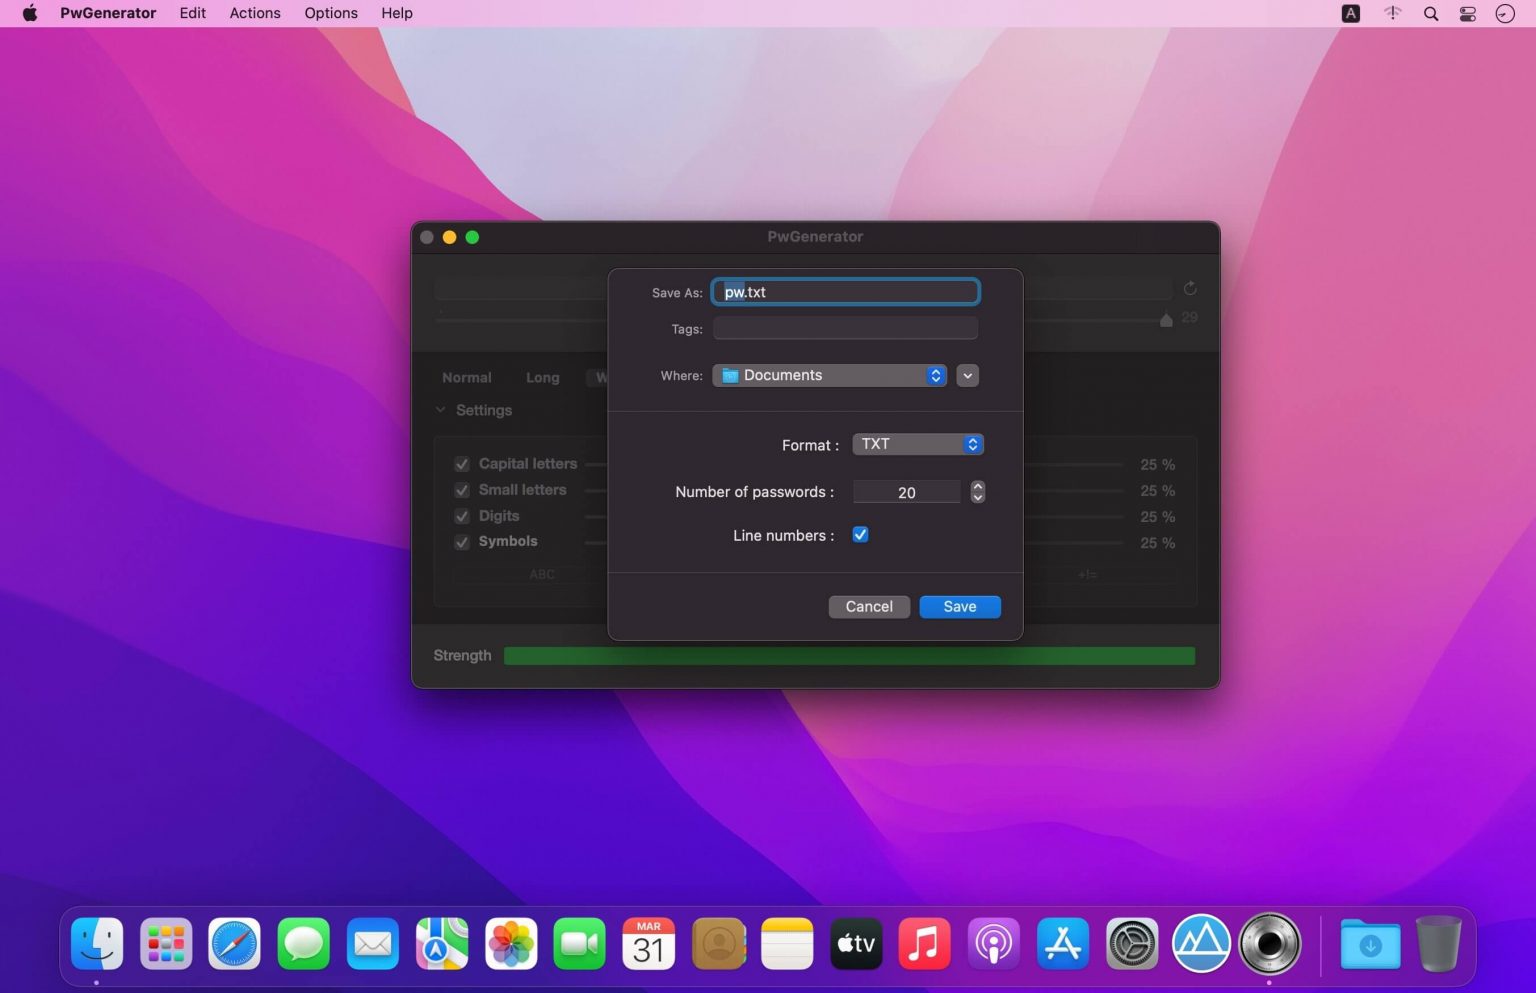 PwGenerator Edit Actions Options Help A
PwGenerator
Save As: pw.txt
Tags:
29
Where: Documents
Normal Long W
Settings
Format : TXT
Capital letters 25 %
Small letters 25 %
Number of passwords : 20
Digits 25 %
Line numbers :
Symbols 25 %
ABC +!=
Cancel Save
Strength
MAR
31
tv